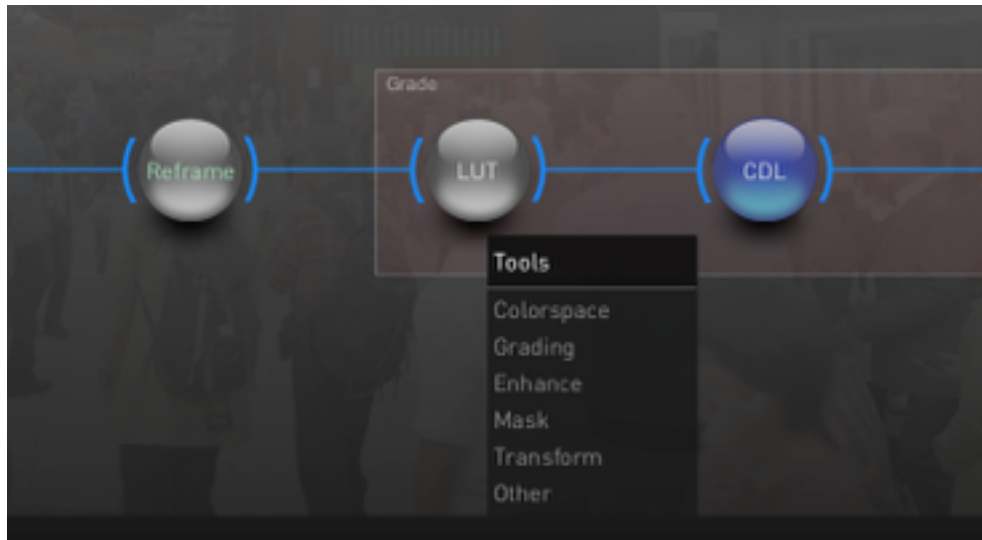 Grade
Reframe
LUT
CDL
Tools
Colorspace
Grading
Enhance
Mask
Transform
Other